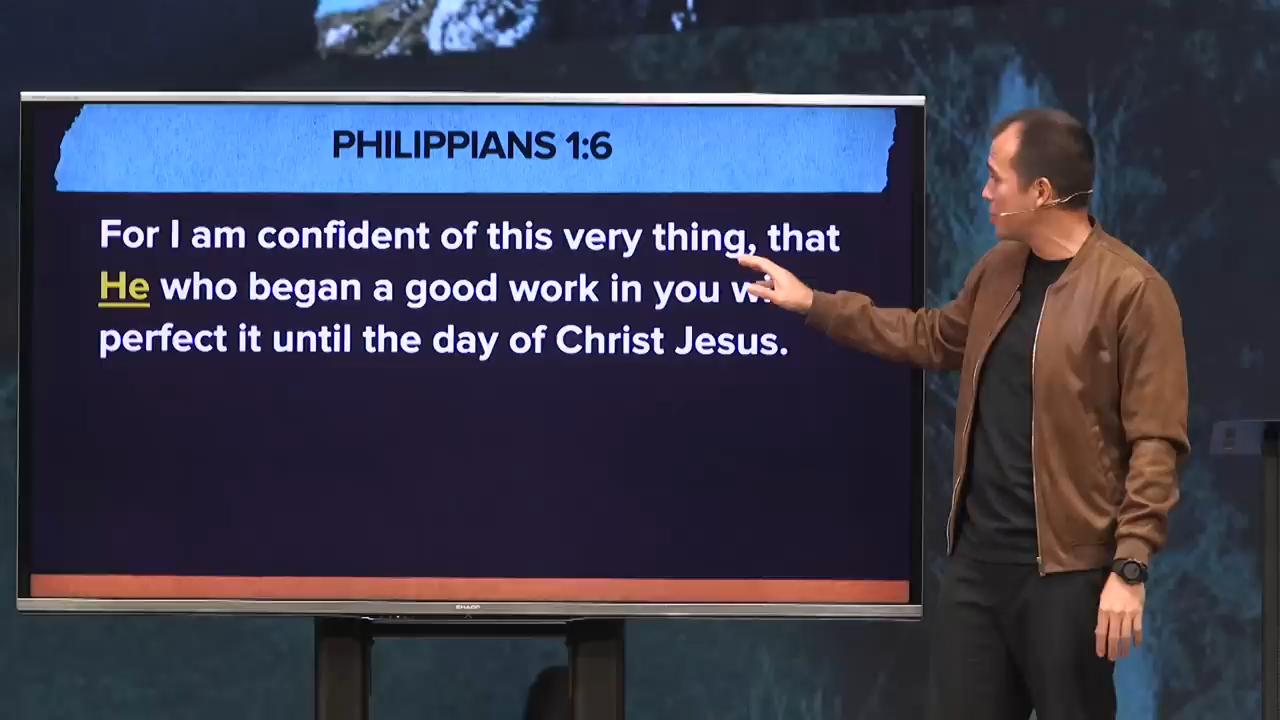 PHILIPPIANS 1:6
For I am confident of this very thing, that
He who began a good work in you
perfect it until the day of Christ Jesus.
SHARP